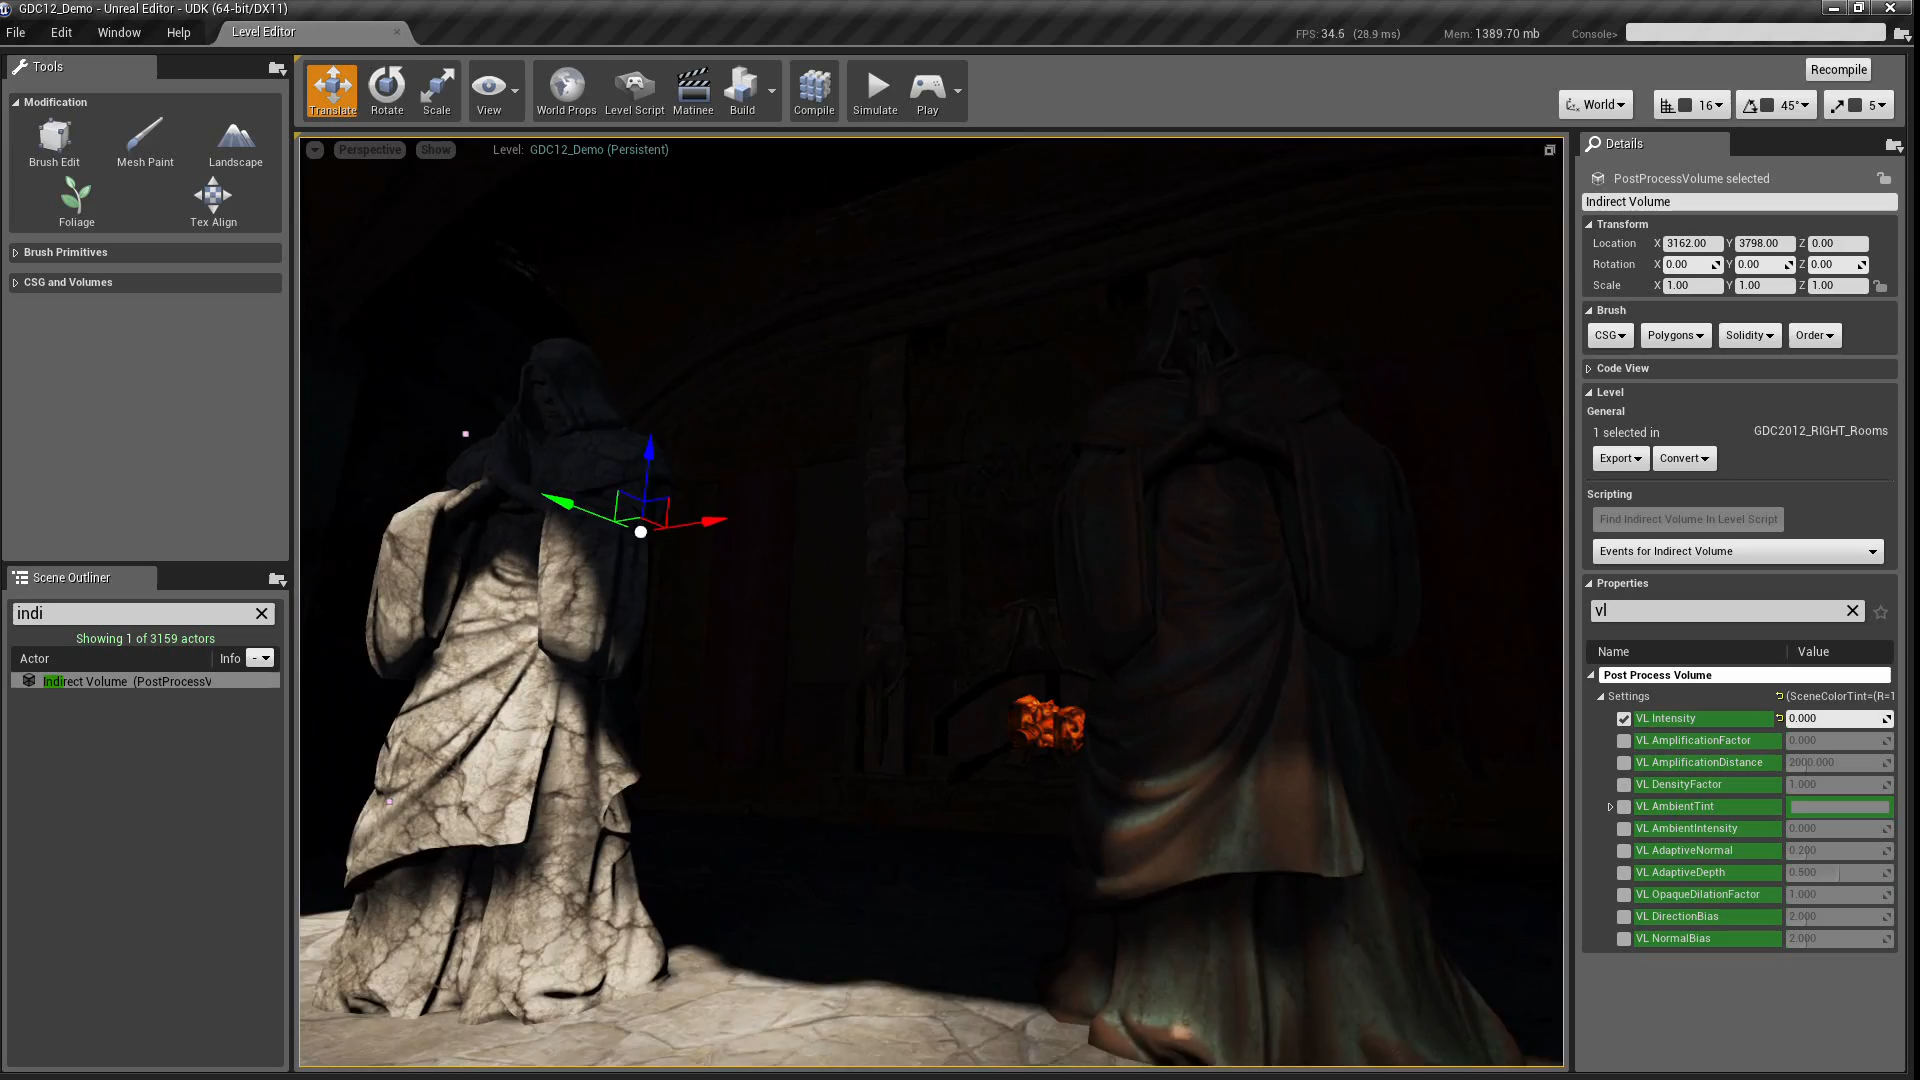 GDC12_Demo - Unreal Editor - UDK (64-bit/DX11)
File Edit Window Help Level Editor FPS: 34.6 (28.9 ms) Mem: 1389.70 mb Console>
Tools
Modification
Brush Edit Mesh Paint Landscape
Foliage Tex Align
Brush Primitives
CSG and Volumes
Translate Rotate Scale View World Props Level Script Matinee Build Compile Simulate Play
Recompile
World 16 45° 5
Perspective Show Level: GDC12_Demo (Persistent)
Scene Outliner
indi
Showing 1 of 3159 actors
Actor Info -
Indirect Volume (PostProcessV
Details
PostProcessVolume selected
Indirect Volume
Transform
Location X 3162.00 Y 3798.00 Z 0.00
Rotation X 0.00 Y 0.00 Z 0.00
Scale X 1.00 Y 1.00 Z 1.00
Brush
CSG Polygons Solidity Order
Code View
Level
General
1 selected in GDC2012_RIGHT_Rooms
Export Convert
Scripting
Find Indirect Volume In Level Script
Events for Indirect Volume
Properties
vl
Name Value
Post Process Volume
Settings (SceneColorTint=(R=1
VL Intensity 0.000
VL AmplificationFactor 0.000
VL AmplificationDistance 2000.000
VL DensityFactor 1.000
VL AmbientTint
VL AmbientIntensity 0.000
VL AdaptiveNormal 0.200
VL AdaptiveDepth 0.500
VL OpaqueDilationFactor 1.000
VL DirectionBias 2.000
VL NormalBias 2.000